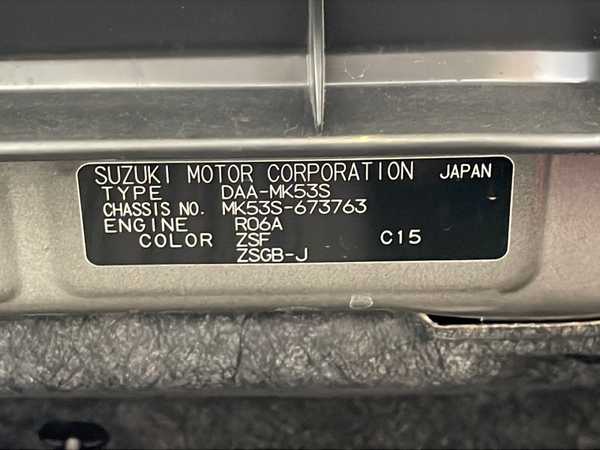 SUZUKI MOTOR CORPORATION JAPAN
TYPE DAA-MK53S
CHASSIS NO. MK53S-673763
ENGINE R06A
COLOR ZSF C15
ZSGB-J